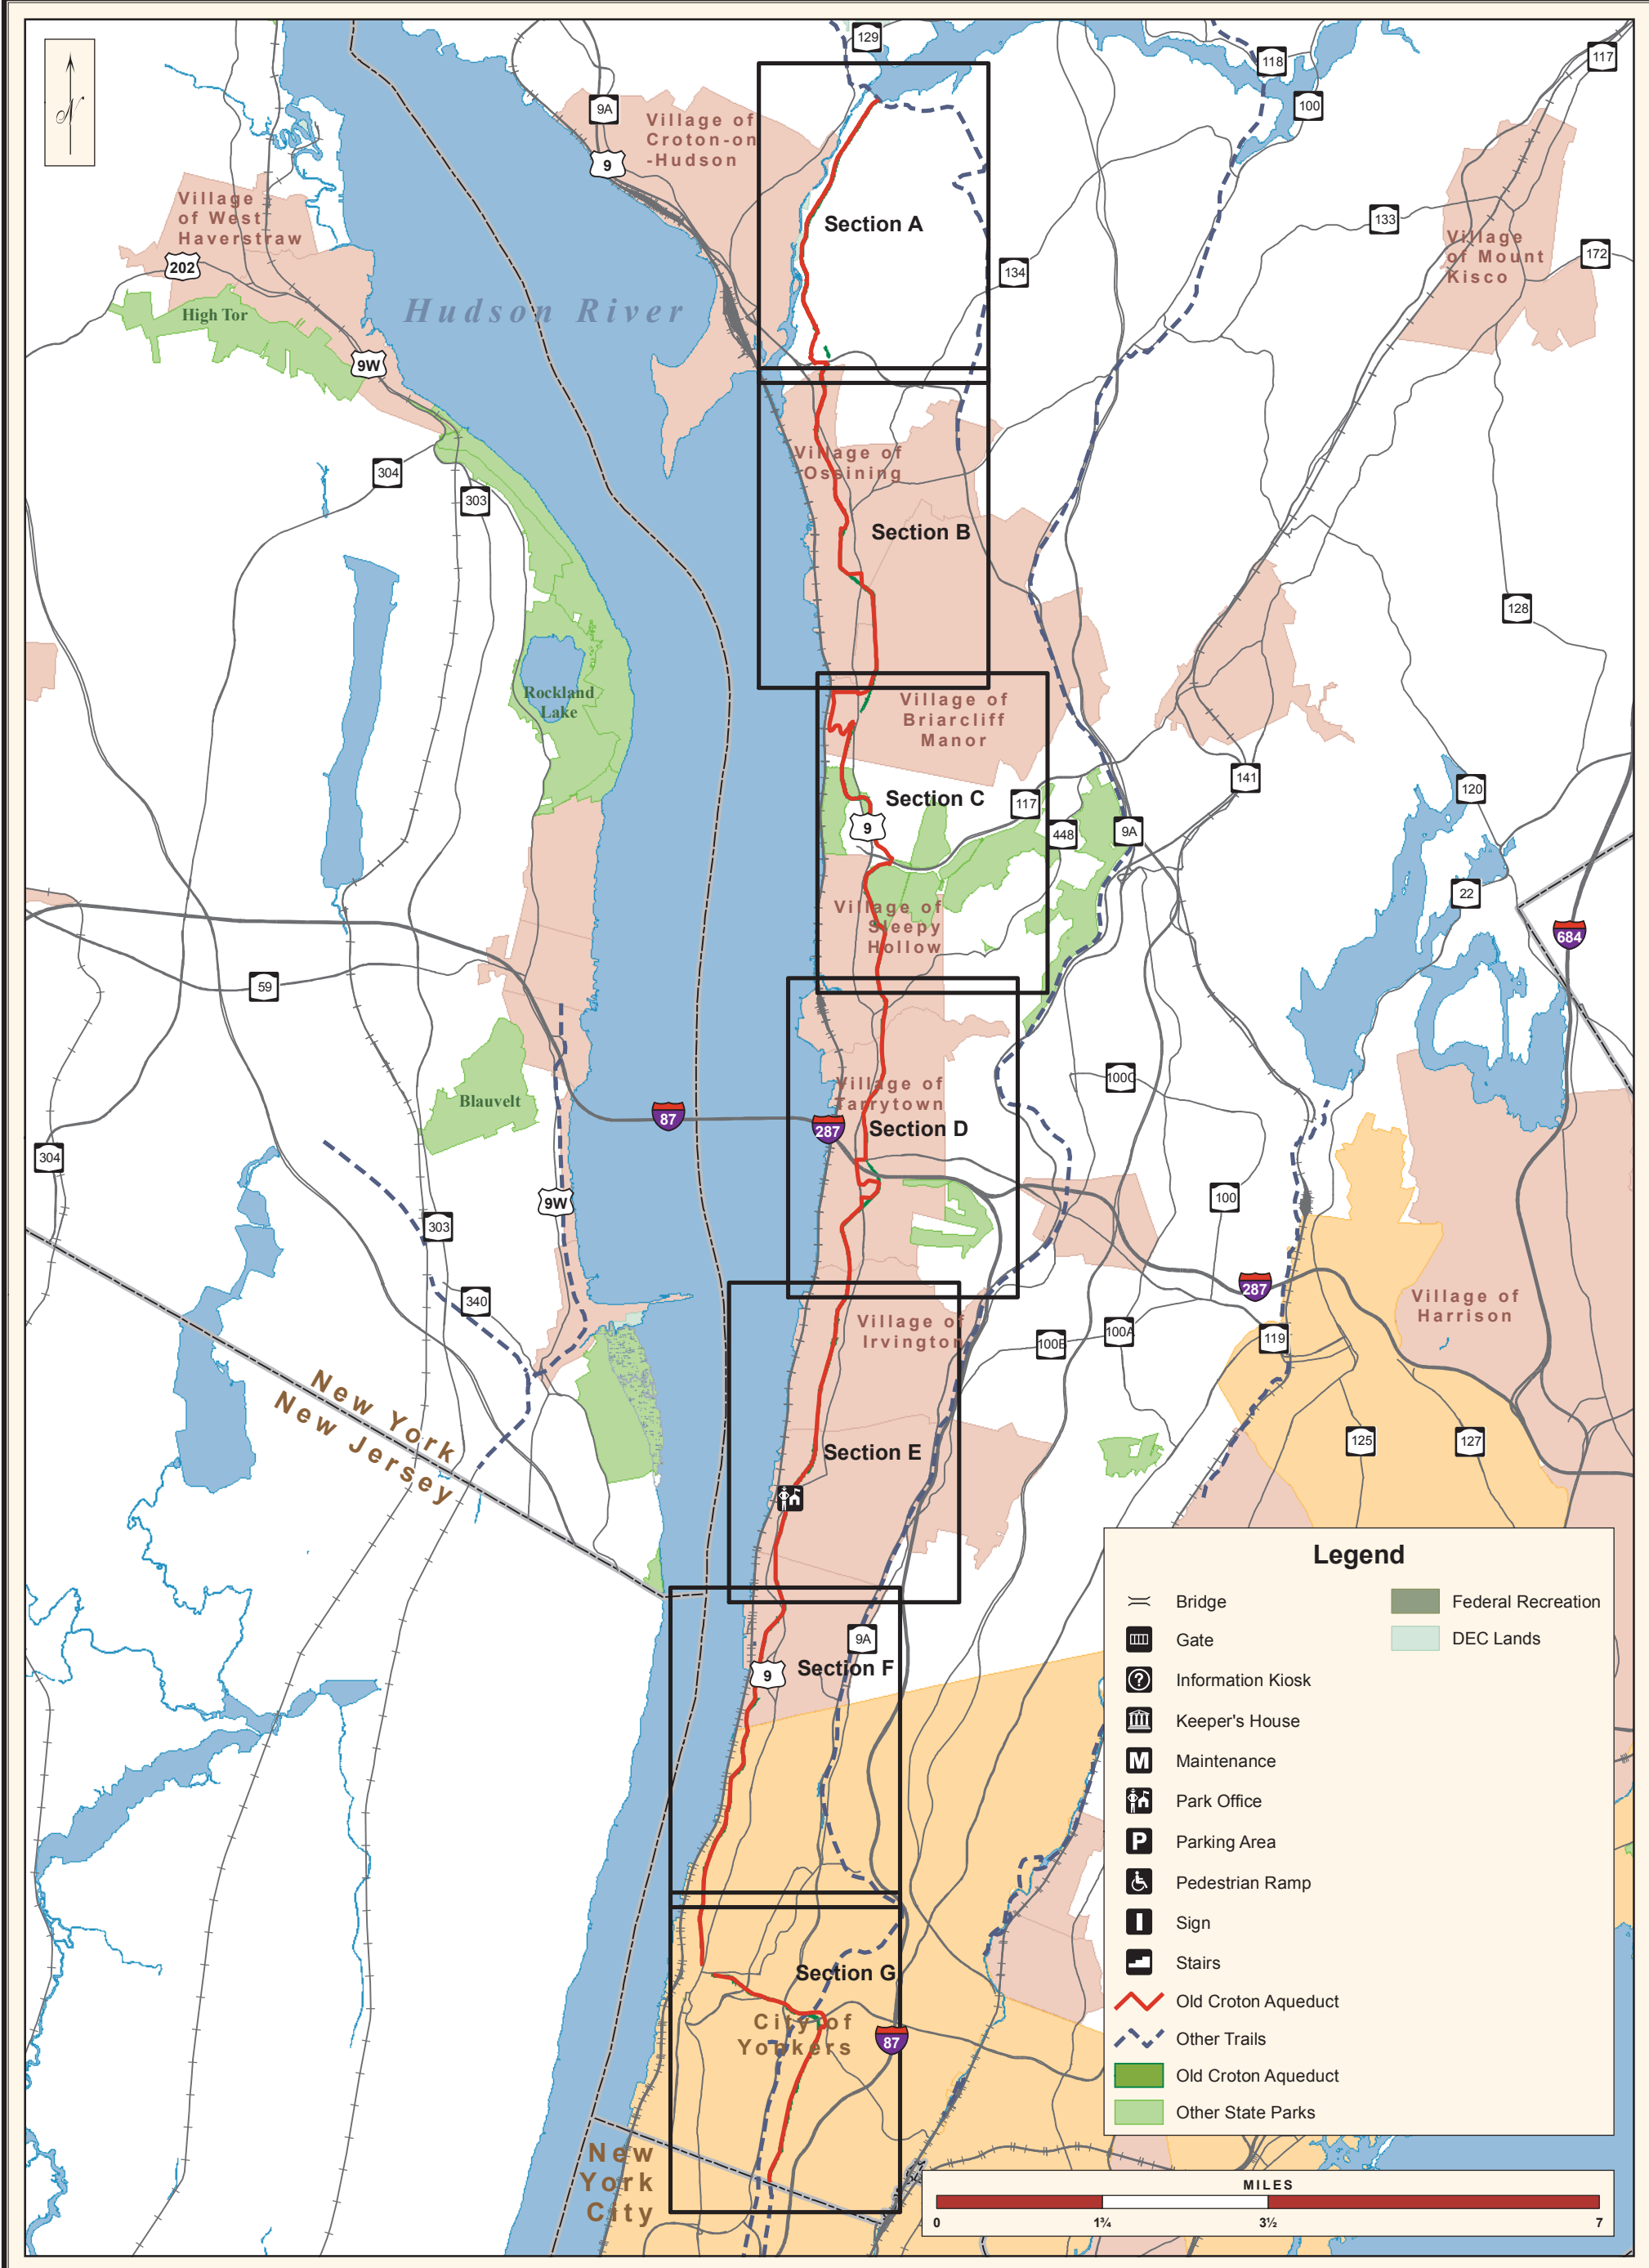 N
129
118
117
9A
100
Village of
Croton-on
-Hudson
9
Village
of West
Haverstraw
Section A
133
Village
of Mount
Kisco
172
202
134
High Tor
Hudson River
9W
Village of
Ossining
304
303
Section B
128
Rockland
Lake
Village of
Briarcliff
Manor
141
Section C
117
120
9
448
9A
22
Village of
Sleepy
Hollow
684
59
100C
Village of
Tarrytown
Blauvelt
87
287
Section D
304
9W
100
303
287
340
Village of
Harrison
Village of
Irvington
100B
100A
119
New York
New Jersey
Section E
125
127
9A
Section F
9
Section G
City of
Yonkers
87
New
York
City
Legend
Bridge
Gate
Information Kiosk
Keeper's House
Maintenance
Park Office
Parking Area
Pedestrian Ramp
Sign
Stairs
Old Croton Aqueduct
Other Trails
Old Croton Aqueduct
Other State Parks
Federal Recreation
DEC Lands
?
M
P
MILES
0 1¾ 3½ 7